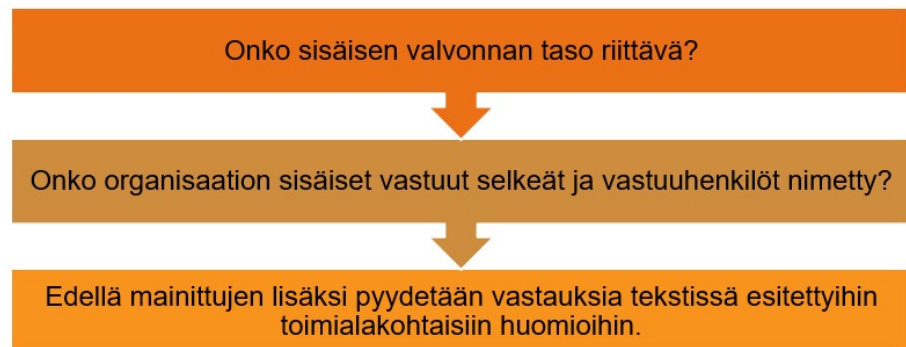 Onko sisäisen valvonnan taso riittävä?
Onko organisaation sisäiset vastuut selkeät ja vastuuhenkilöt nimetty?
Edellä mainittujen lisäksi pyydetään vastauksia tekstissä esitettyihin
toimialakohtaisiin huomioihin.